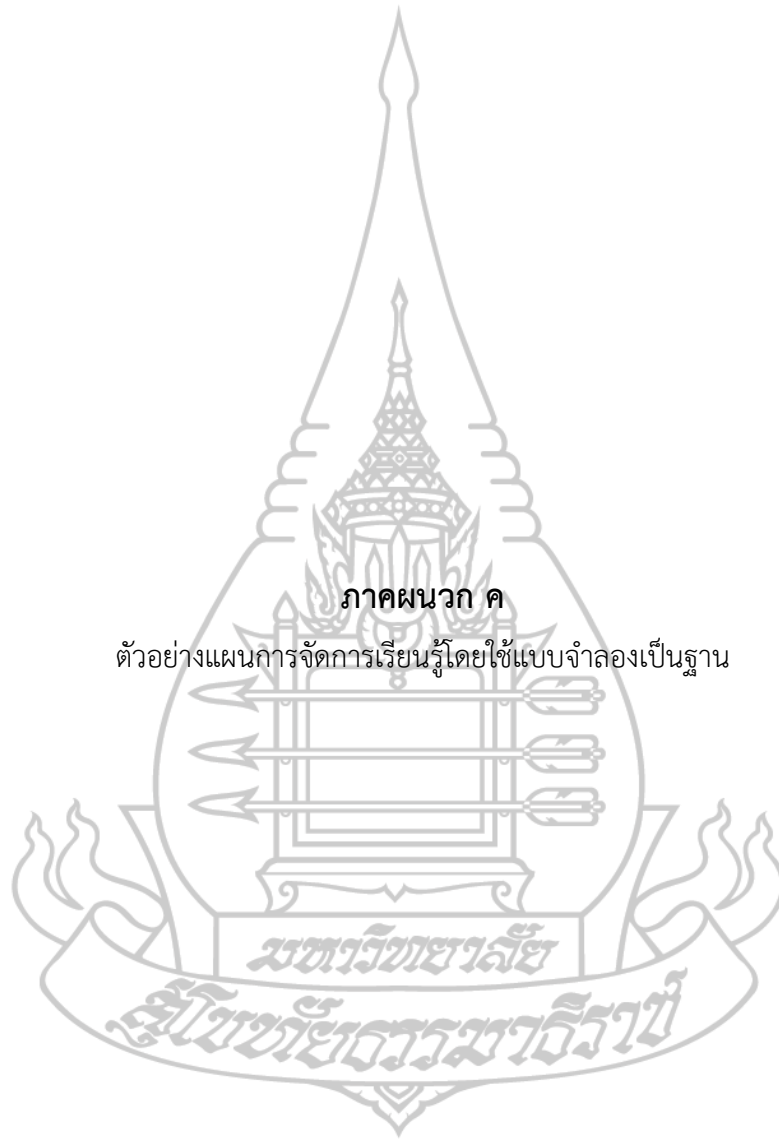 ภาคผนวก ค
ตัวอย่างแผนการจัดการเรียนรู้โดยใช้แบบจำลองเป็นฐาน
มหาวิทยาลัย
สุโขทัยธรรมาธิราช